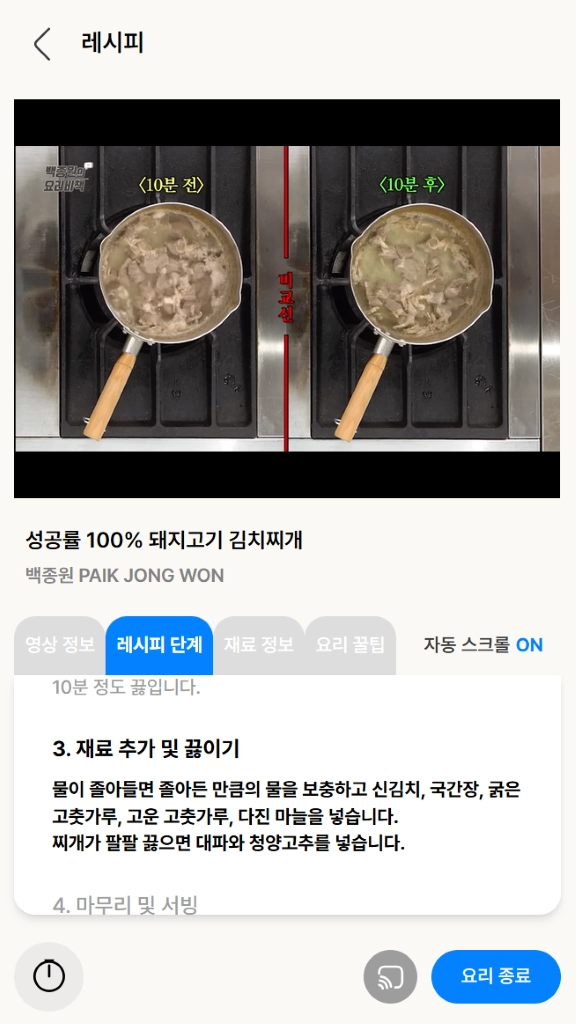 레시피
백종원의
요리비책
〈10분 전〉
〈10분 후〉
비교선
성공률 100% 돼지고기 김치찌개
백종원 PAIK JONG WON
영상 정보
레시피 단계
재료 정보
요리 꿀팁
자동 스크롤 ON
10분 정도 끓입니다.
3. 재료 추가 및 끓이기
물이 졸아들면 졸아든 만큼의 물을 보충하고 신김치, 국간장, 굵은
고춧가루, 고운 고춧가루, 다진 마늘을 넣습니다.
찌개가 팔팔 끓으면 대파와 청양고추를 넣습니다.
4. 마무리 및 서빙
요리 종료